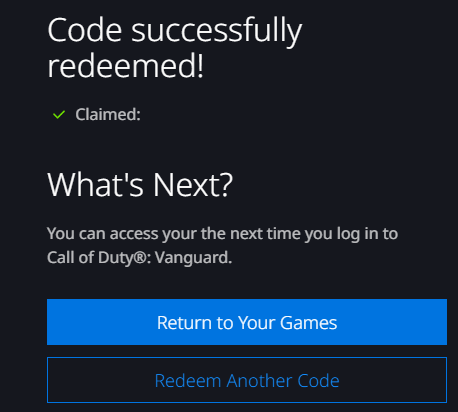 Code successfully
redeemed!
Claimed:
What's Next?
You can access your the next time you log in to
Call of Duty®: Vanguard.
Return to Your Games
Redeem Another Code